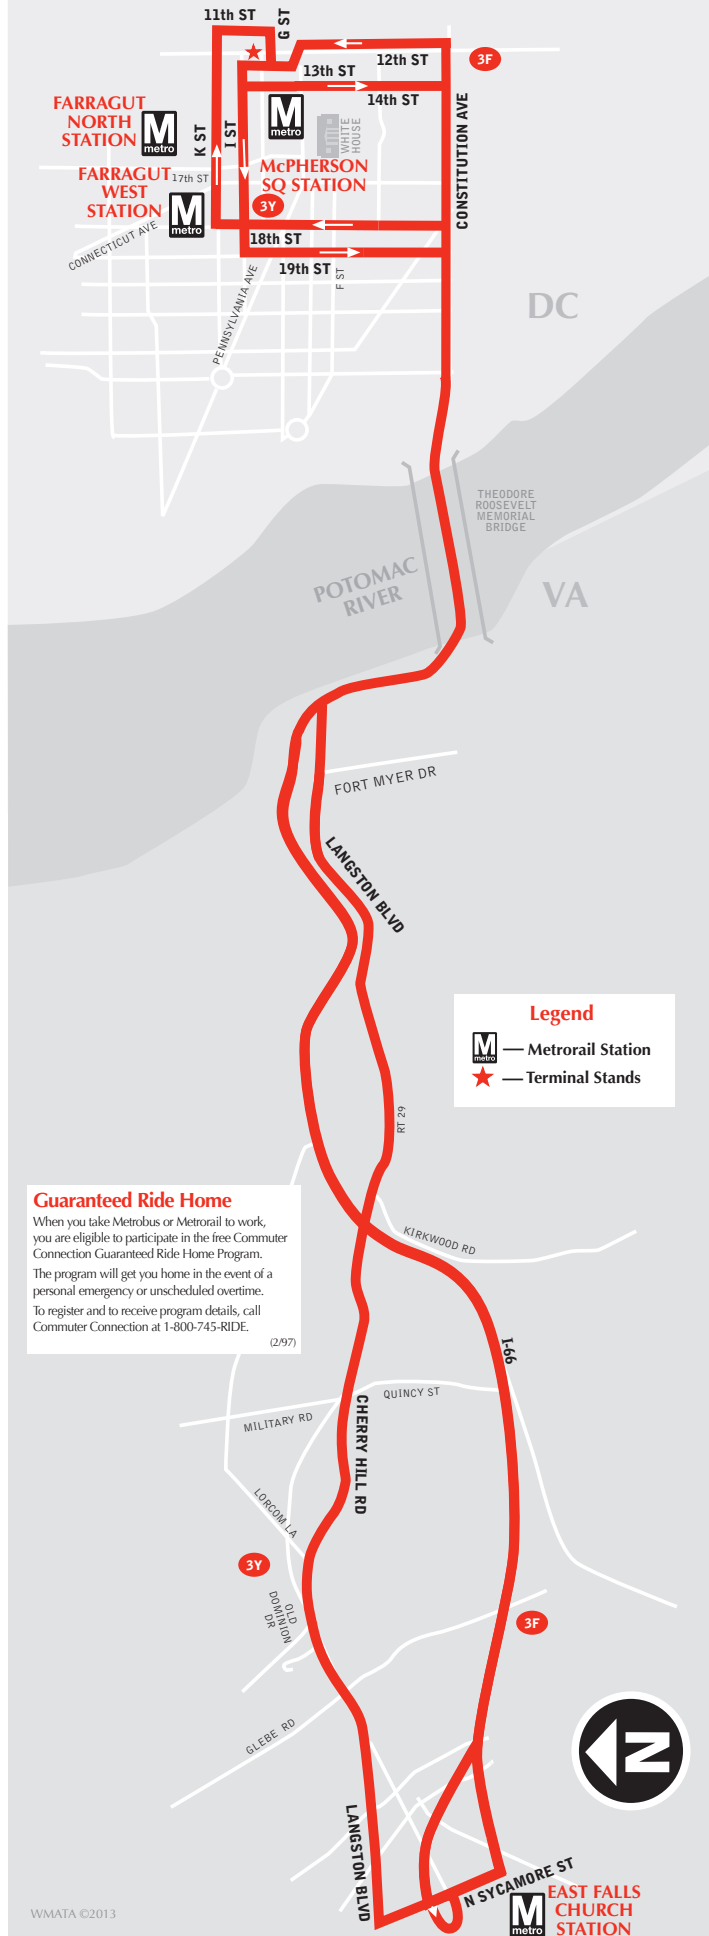 11th ST
G ST
12th ST
3F
13th ST
14th ST
FARRAGUT
NORTH
STATION
M
metro
K ST
I ST
M
metro
WHITE
HOUSE
CONSTITUTION AVE
McPHERSON
SQ STATION
FARRAGUT
WEST
STATION
17th ST
M
metro
3Y
CONNECTICUT AVE
18th ST
19th ST
F ST
PENNSYLVANIA AVE
DC
THEODORE
ROOSEVELT
MEMORIAL
BRIDGE
POTOMAC
RIVER
VA
FORT MYER DR
LANGSTON BLVD
Legend
M
metro
— Metrorail Station
— Terminal Stands
RT 29
Guaranteed Ride Home
When you take Metrobus or Metrorail to work,
you are eligible to participate in the free Commuter
Connection Guaranteed Ride Home Program.
The program will get you home in the event of a
personal emergency or unscheduled overtime.
To register and to receive program details, call
Commuter Connection at 1-800-745-RIDE.
(2/97)
KIRKWOOD RD
I-66
QUINCY ST
MILITARY RD
CHERRY HILL RD
LORCOM LA
3Y
OLD
DOMINION
DR
3F
GLEBE RD
N
LANGSTON BLVD
N SYCAMORE ST
M
metro
EAST FALLS
CHURCH
STATION
WMATA ©2013